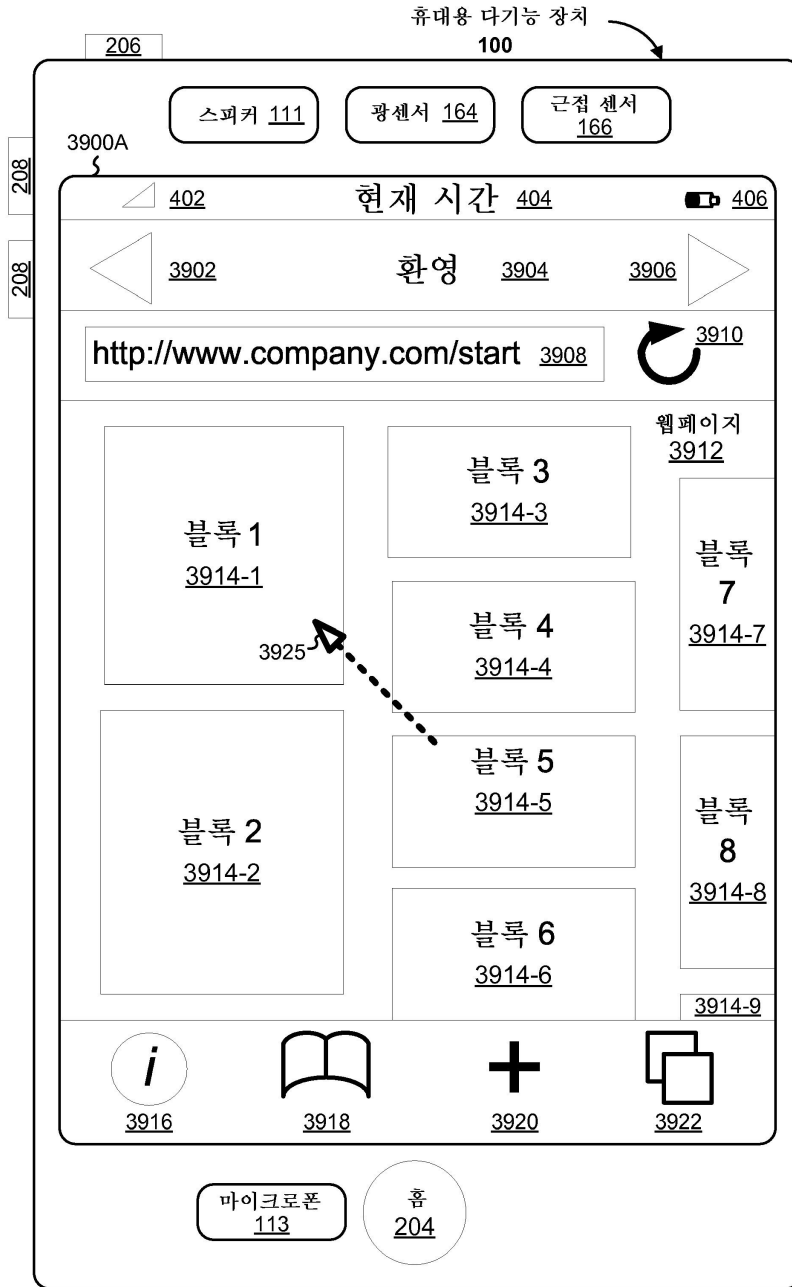 휴대용 다기능 장치
100
206
스피커 111
광센서 164
근접 센서
166
3900A
208
402
현재 시간 404
406
208
3902
환영 3904
3906
http://www.company.com/start 3908
3910
웹페이지
3912
블록 1
3914-1
블록 3
3914-3
블록
7
3914-7
블록 4
3914-4
3925
블록 5
3914-5
블록 2
3914-2
블록
8
3914-8
블록 6
3914-6
3914-9
i
3916
3918
3920
3922
마이크로폰
113
홈
204